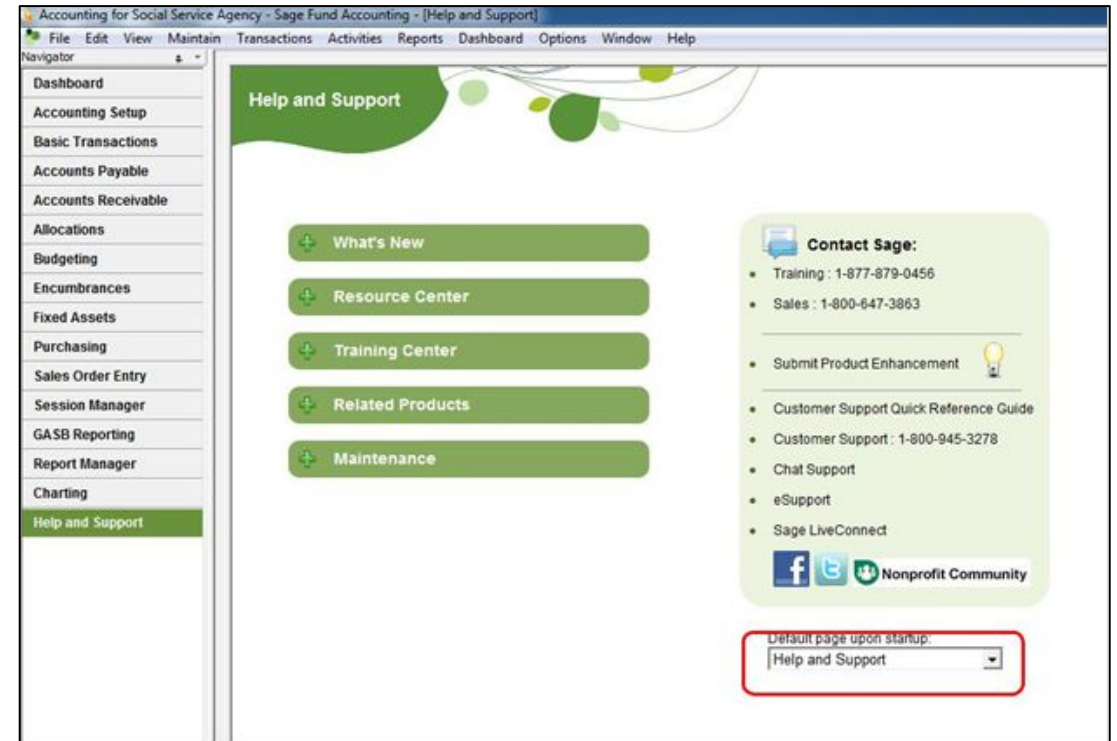 Accounting for Social Service Agency - Sage Fund Accounting - [Help and Support]
File Edit View Maintain Transactions Activities Reports Dashboard Options Window Help
Navigator
Dashboard
Accounting Setup
Basic Transactions
Accounts Payable
Accounts Receivable
Allocations
Budgeting
Encumbrances
Fixed Assets
Purchasing
Sales Order Entry
Session Manager
GASB Reporting
Report Manager
Charting
Help and Support
Help and Support
What's New
Resource Center
Training Center
Related Products
Maintenance
Contact Sage:
Training : 1-877-879-0456
Sales : 1-800-647-3863
Submit Product Enhancement
Customer Support Quick Reference Guide
Customer Support : 1-800-945-3278
Chat Support
eSupport
Sage LiveConnect
Nonprofit Community
Default page upon startup:
Help and Support